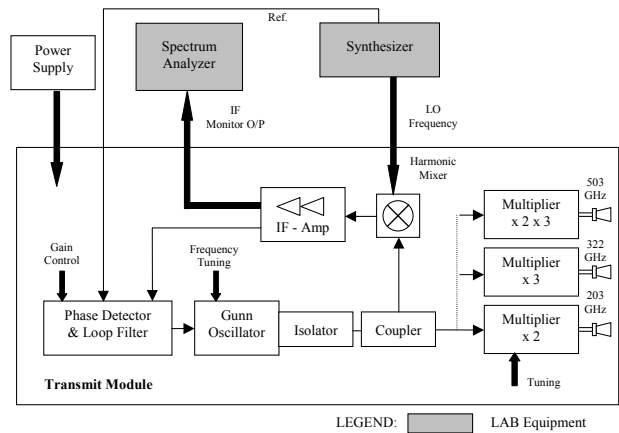 Ref.
Power
Supply
Spectrum
Analyzer
Synthesizer
IF
Monitor O/P
LO
Frequency
Harmonic
Mixer
IF - Amp
Gain
Control
Frequency
Tuning
Phase Detector
& Loop Filter
Gunn
Oscillator
Isolator
Coupler
Multiplier
x 2 x 3
503
GHz
Multiplier
x 3
322
GHz
Multiplier
x 2
203
GHz
Tuning
Transmit Module
LEGEND:
LAB Equipment